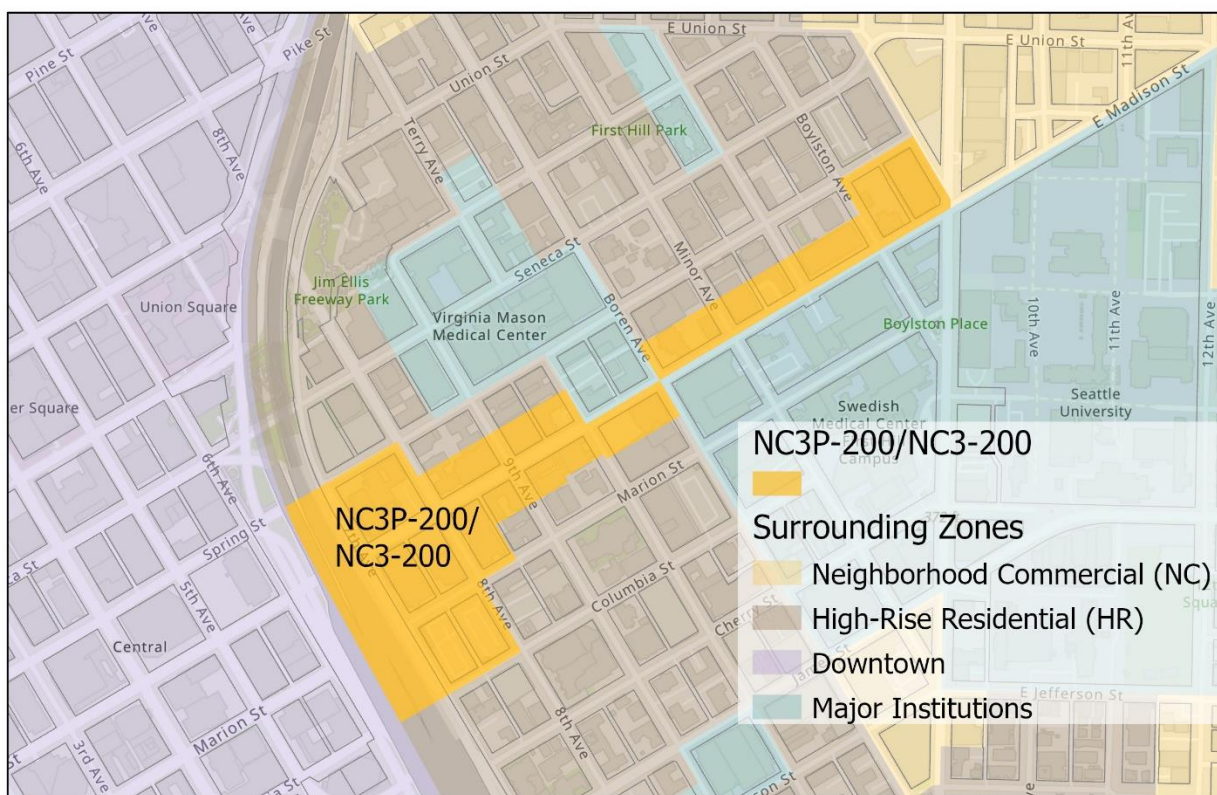 E Union St
E Union St
11th Av
Pike St
Pine St
Union St
E Madison St
8th Ave
6th Ave
Terry Ave
First Hill Park
Boylston Ave
Seneca St
Minor Ave
Jim Ellis
Freeway Park
Union Square
Virginia Mason
Medical Center
Boren Ave
Boylston Place
10th Ave
11th Ave
12th Ave
er Square
Seattle
University
Swedish
Medical Center
Campus
6th Ave
9th Ave
Marion St
Spring St
5th Ave
8th Ave
Columbia St
Cherry St
Central
NC3P-200/
NC3-200
NC3P-200/NC3-200
Surrounding Zones
Neighborhood Commercial (NC)
High-Rise Residential (HR)
Downtown
Major Institutions
E Jefferson St
Marion St
3rd Ave
8th Ave